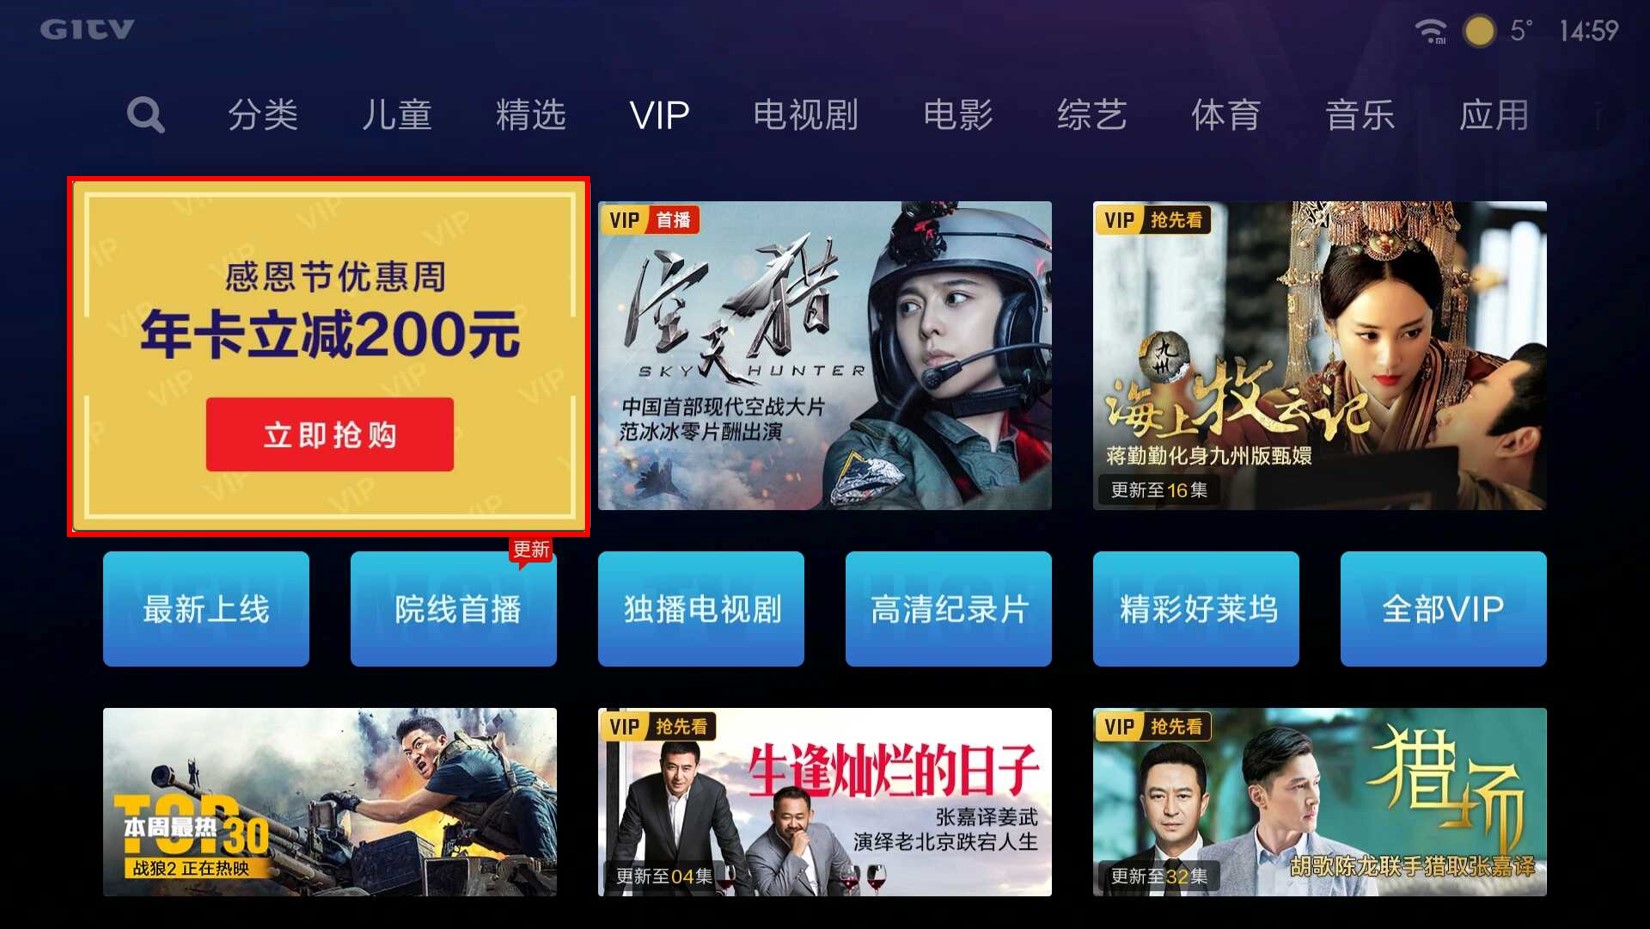 GITV
5° 14:59
分类 儿童 精选 VIP 电视剧 电影 综艺 体育 音乐 应用
感恩节优惠周
年卡立减200元
立即抢购
VIP 首播
空天猎
SKY HUNTER
中国首部现代空战大片
范冰冰零片酬出演
VIP 抢先看
九州
海上牧云记
蒋勤勤化身九州版甄嬛
更新至16集
最新上线
更新
院线首播
独播电视剧
高清纪录片
精彩好莱坞
全部VIP
TOP
本周最热30
战狼2 正在热映
VIP 抢先看
生逢灿烂的日子
张嘉译姜武
演绎老北京跌宕人生
更新至04集
VIP 抢先看
猎场
胡歌陈龙联手猎取张嘉译
更新至32集